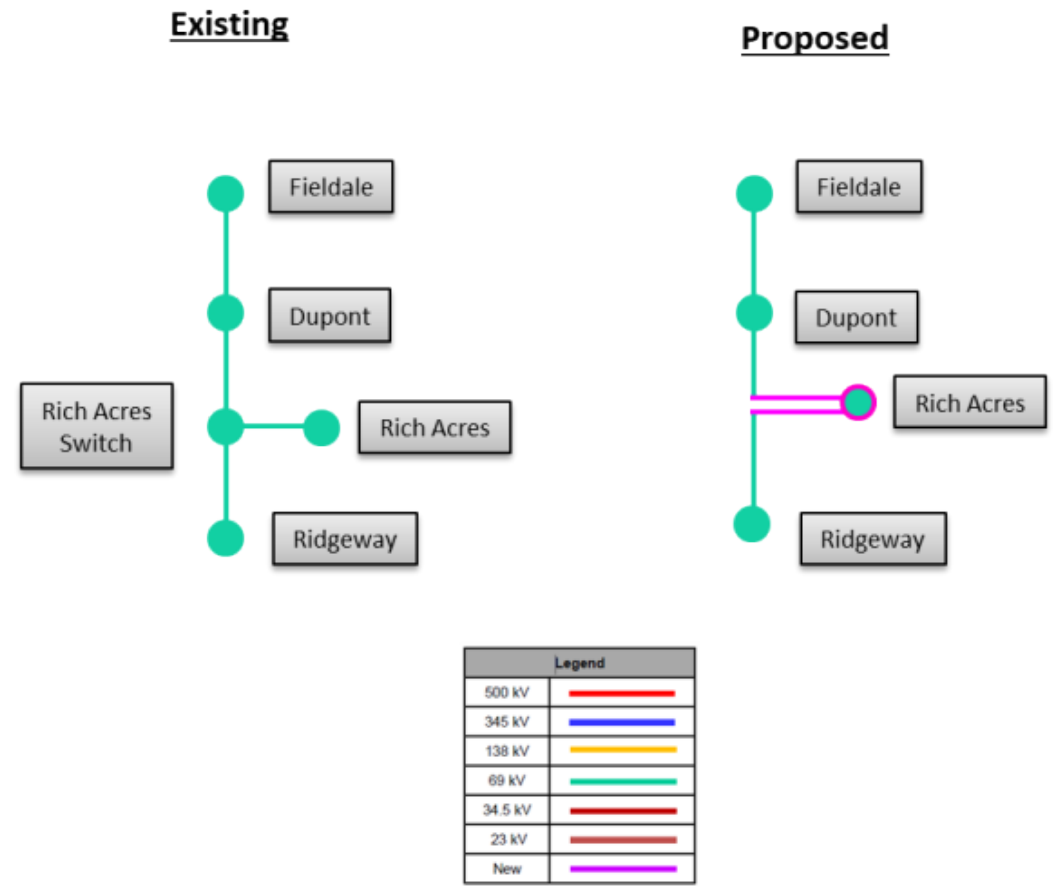 Existing
Proposed
Fieldale
Dupont
Rich Acres
Switch
Rich Acres
Ridgeway
Fieldale
Dupont
Rich Acres
Ridgeway
Legend
500 kV
345 kV
138 kV
69 kV
34.5 kV
23 kV
New